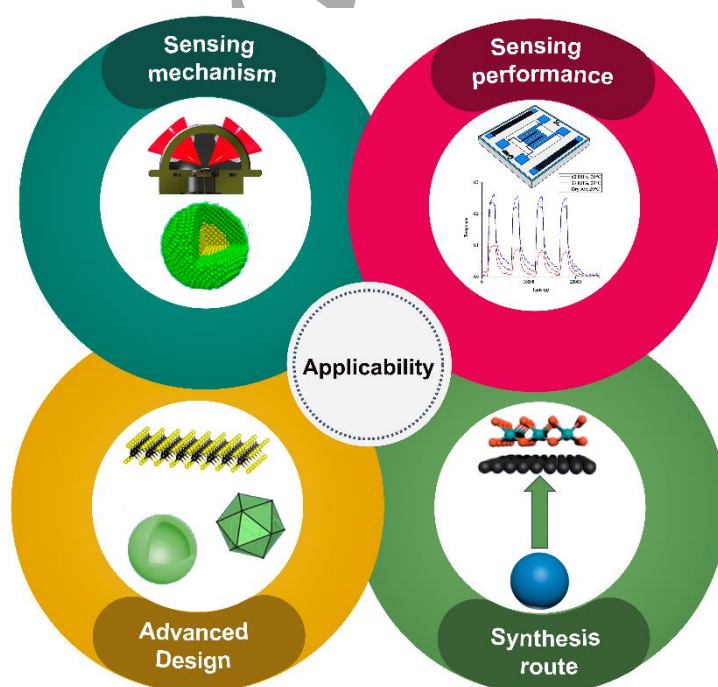 Sensing
mechanism
Sensing
performance
Applicability
Advanced
Design
Synthesis
route